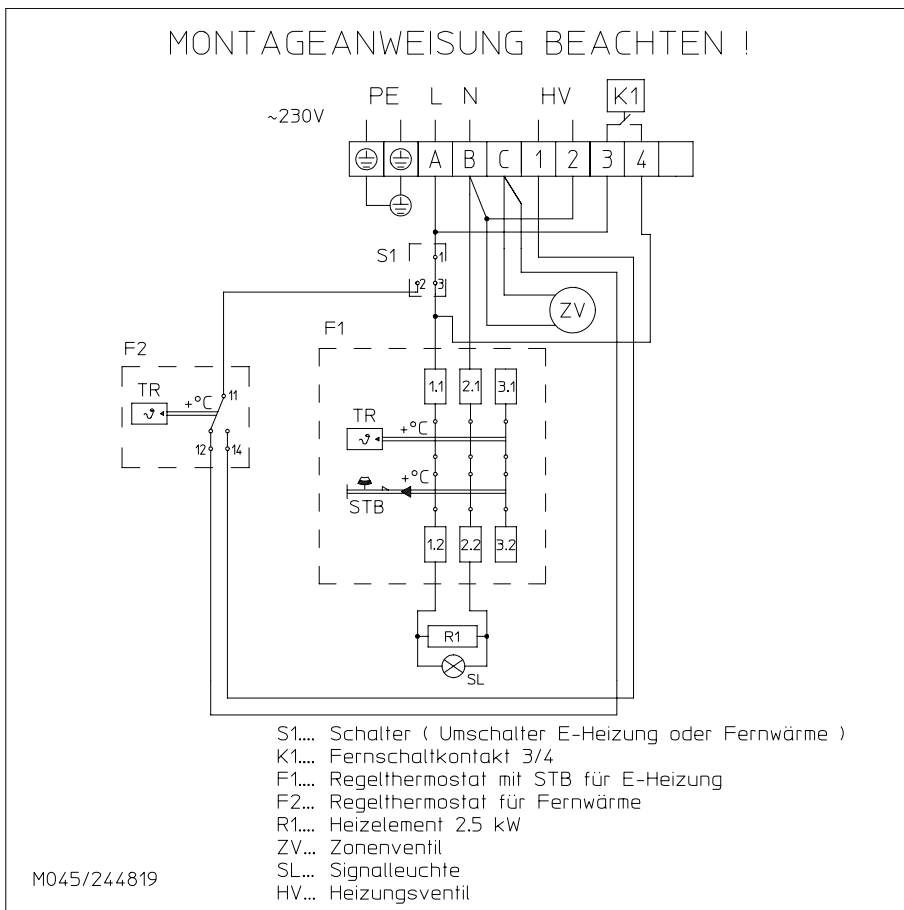 MONTAGEANWEISUNG BEACHTEN !
PE L N HV K1
~230V
A B C 1 2 3 4
S1 1
2 3
ZV
F1
F2
11
TR
+°C
ϑ
12 14
1.1 2.1 3.1
TR
+°C
ϑ
+°C
STB
1.2 2.2 3.2
R1
SL
S1.... Schalter ( Umschalter E-Heizung oder Fernwärme )
K1.... Fernschaltkontakt 3/4
F1.... Regelthermostat mit STB für E-Heizung
F2... Regelthermostat für Fernwärme
R1.... Heizelement 2.5 kW
ZV... Zonenventil
SL... Signalleuchte
HV... Heizungsventil
M045/244819